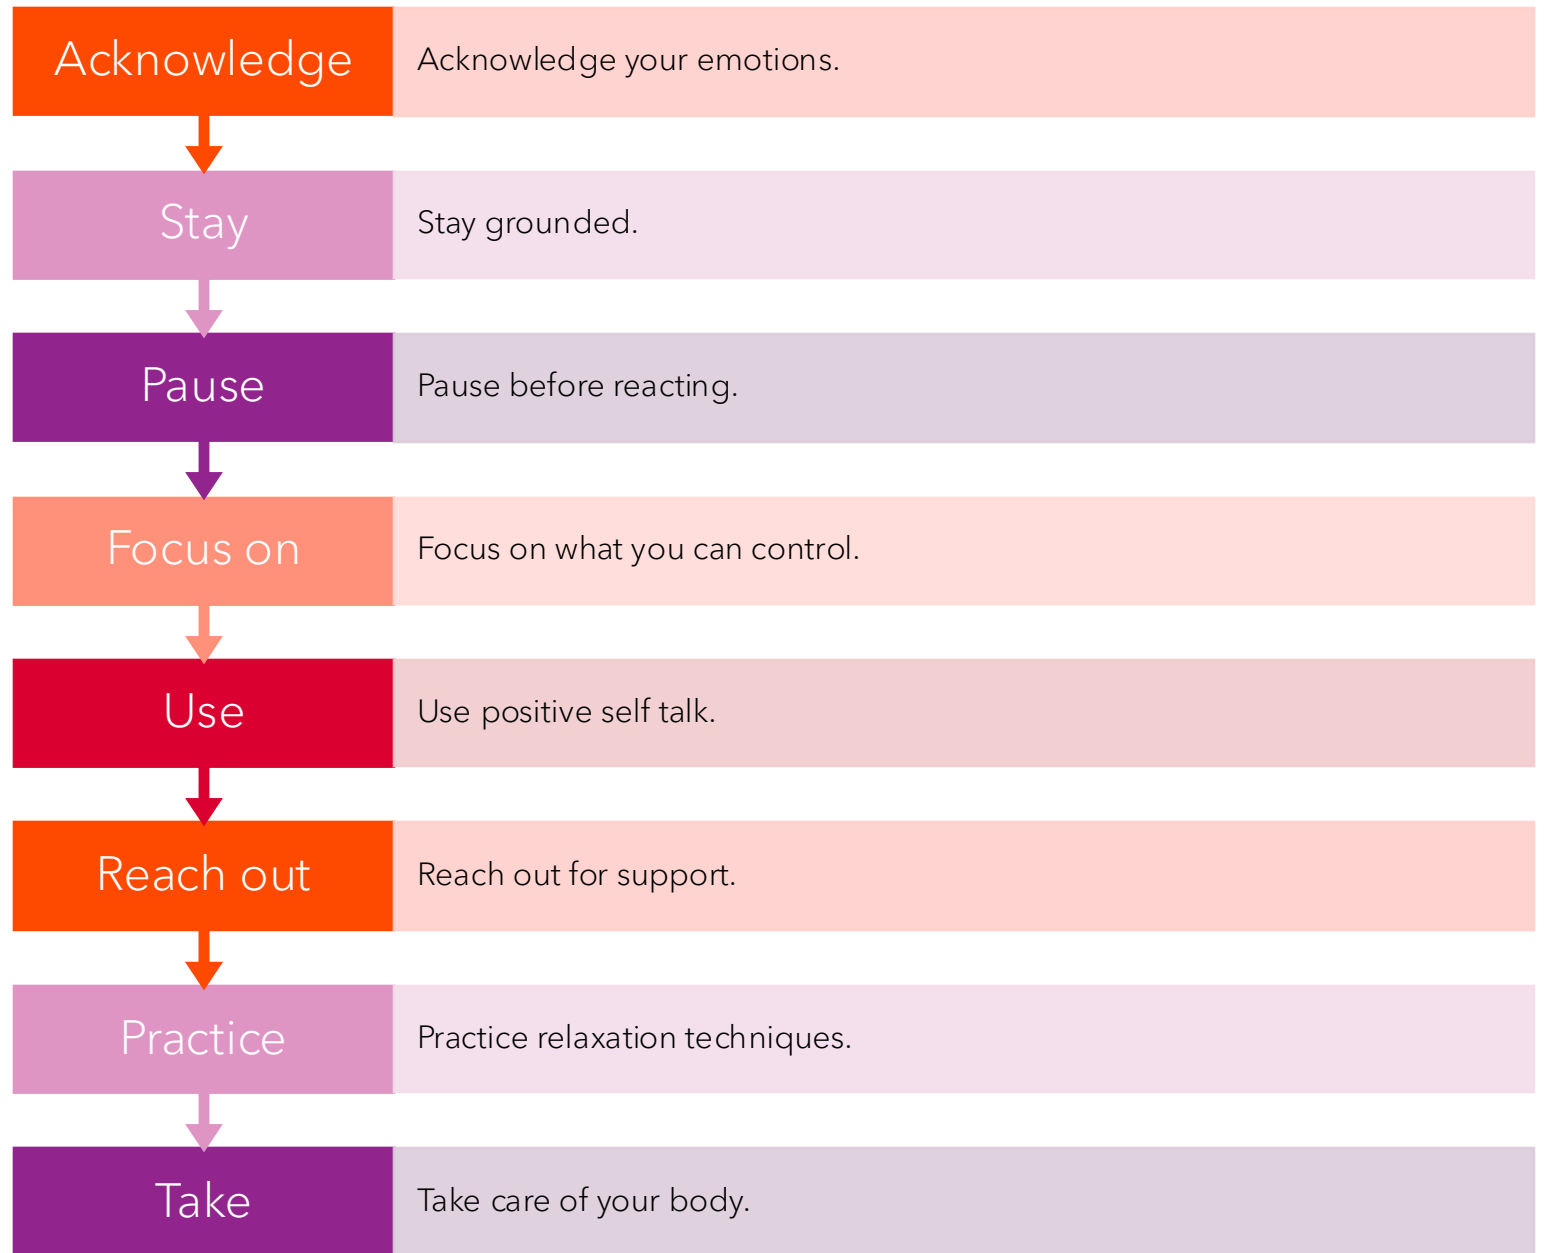 Acknowledge
Acknowledge your emotions.
Stay
Stay grounded.
Pause
Pause before reacting.
Focus on
Focus on what you can control.
Use
Use positive self talk.
Reach out
Reach out for support.
Practice
Practice relaxation techniques.
Take
Take care of your body.